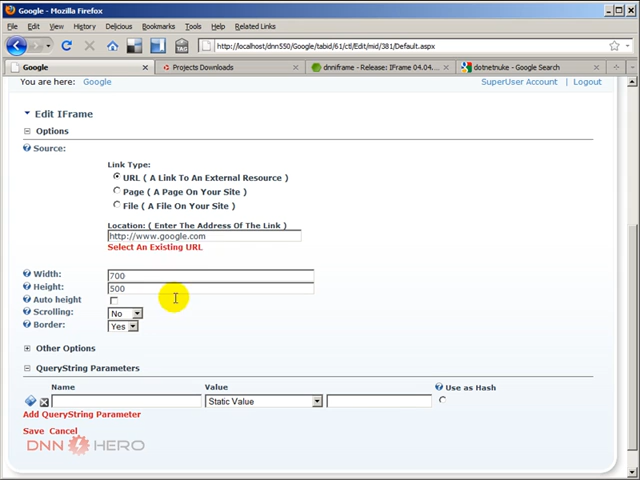 Google - Mozilla Firefox
File Edit View History Delicious Bookmarks Tools Help Related Links
http://localhost/dnn550/Google/tabid/61/ctl/Edit/mid/381/Default.aspx
Google Projects Downloads dnniframe - Release: IFrame 04.04.... dotnetnuke - Google Search
You are here: Google SuperUser Account | Logout
Edit IFrame
Options
Source:
Link Type:
URL ( A Link To An External Resource )
Page ( A Page On Your Site )
File ( A File On Your Site )
Location: ( Enter The Address Of The Link )
http://www.google.com
Select An Existing URL
Width: 700
Height: 500
Auto height
Scrolling: No
Border: Yes
Other Options
QueryString Parameters
Name Value Use as Hash
Static Value
Add QueryString Parameter
Save Cancel
DNN HERO